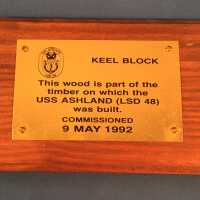 KEEL BLOCK
This wood is part of the
timber on which the
USS ASHLAND (LSD 48)
was built.
COMMISSIONED
9 MAY 1992